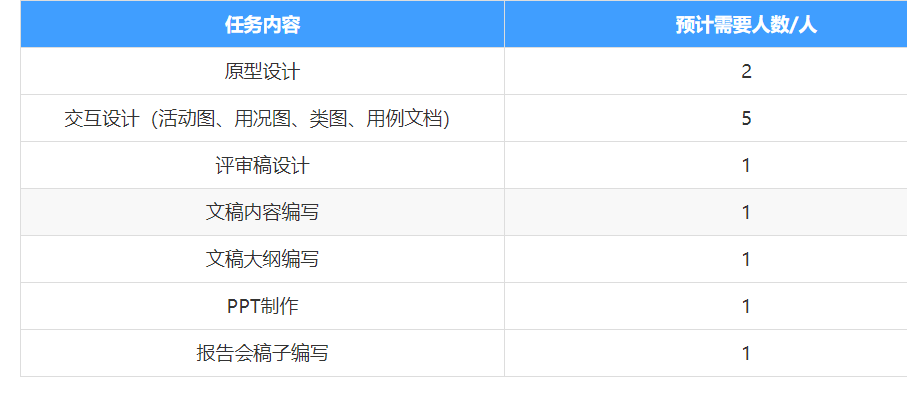 任务内容 预计需要人数/人
原型设计 2
交互设计（活动图、用况图、类图、用例文档） 5
评审稿设计 1
文稿内容编写 1
文稿大纲编写 1
PPT制作 1
报告会稿子编写 1